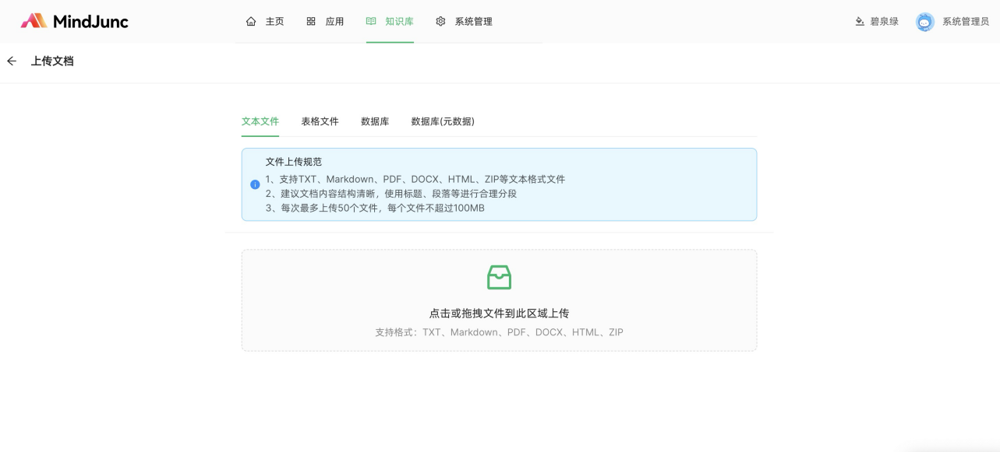 MindJunc
主页 应用 知识库 系统管理
碧泉绿 系统管理员
上传文档
文本文件 表格文件 数据库 数据库(元数据)
文件上传规范
1、支持TXT、Markdown、PDF、DOCX、HTML、ZIP等文本格式文件
2、建议文档内容结构清晰，使用标题、段落等进行合理分段
3、每次最多上传50个文件，每个文件不超过100MB
点击或拖拽文件到此区域上传
支持格式：TXT、Markdown、PDF、DOCX、HTML、ZIP